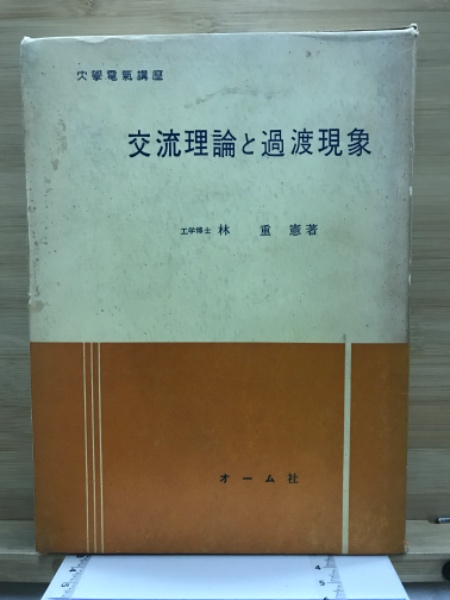 大學電氣講座
交流理論と過渡現象
工学博士 林 重憲著
オーム社